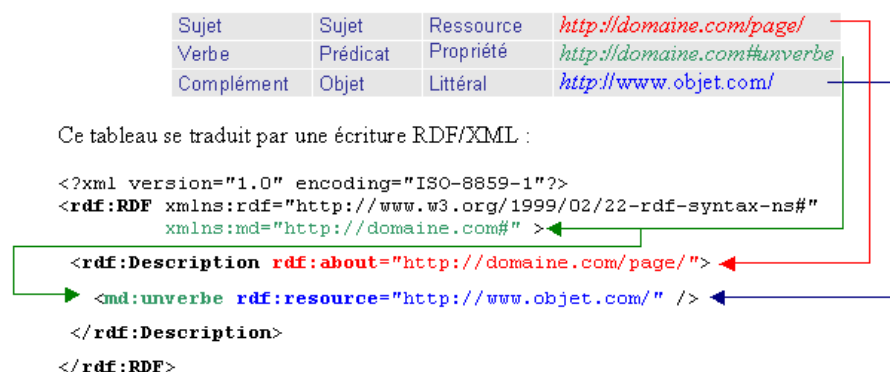 Sujet Sujet Ressource http://domaine.com/page/
Verbe Prédicat Propriété http://domaine.com#unverbe
Complément Objet Littéral http://www.objet.com/
Ce tableau se traduit par une écriture RDF/XML :
<?xml version="1.0" encoding="ISO-8859-1"?>
<rdf:RDF xmlns:rdf="http://www.w3.org/1999/02/22-rdf-syntax-ns#"
xmlns:md="http://domaine.com#" >
<rdf:Description rdf:about="http://domaine.com/page/">
<md:unverbe rdf:resource="http://www.objet.com/" />
</rdf:Description>
</rdf:RDF>